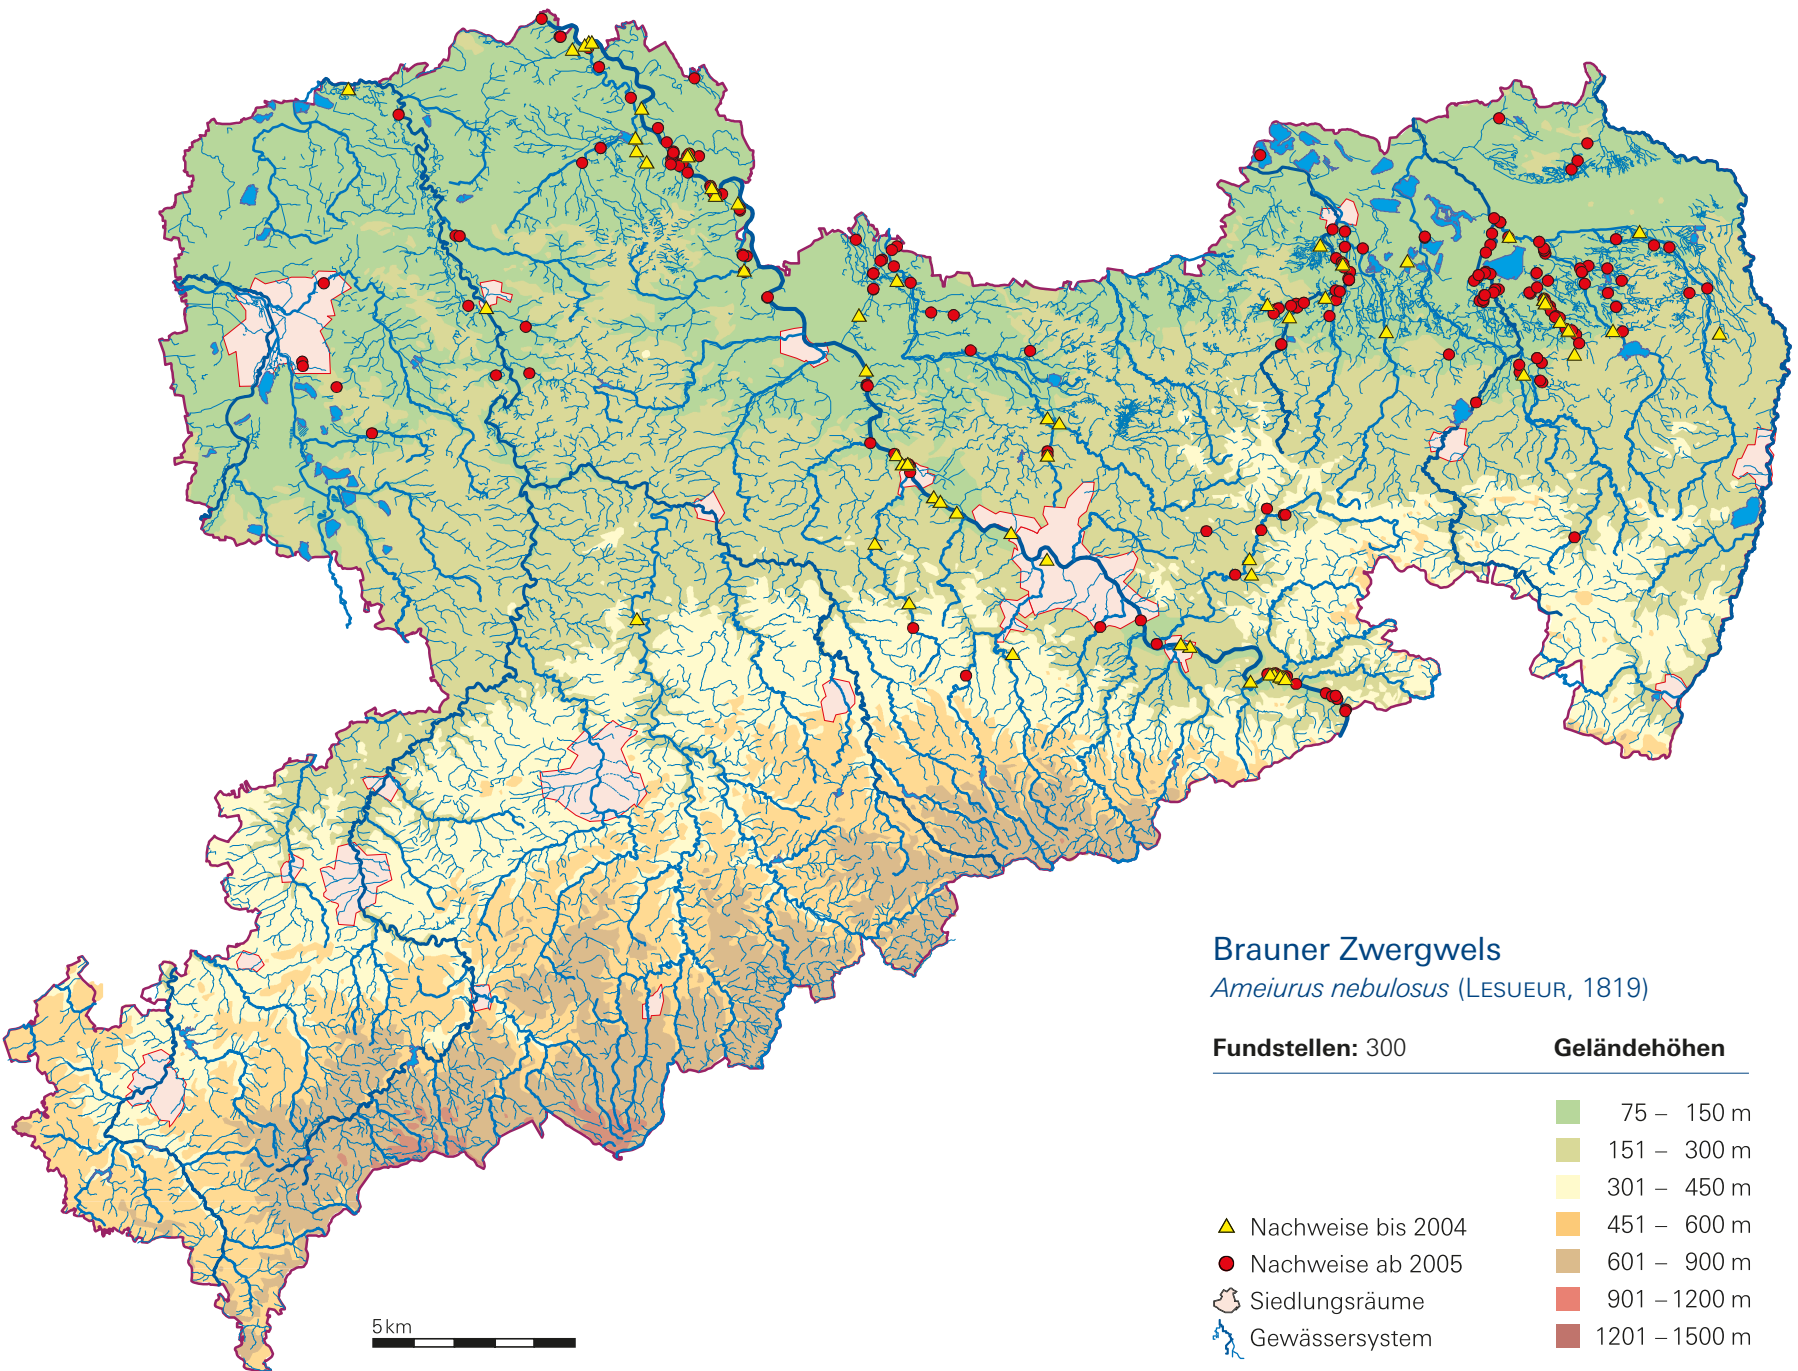 Brauner Zwergwels
Ameiurus nebulosus (LESUEUR, 1819)
Fundstellen: 300
Geländehöhen
75 – 150 m
151 – 300 m
301 – 450 m
451 – 600 m
601 – 900 m
901 – 1200 m
1201 – 1500 m
Nachweise bis 2004
Nachweise ab 2005
Siedlungsräume
Gewässersystem
5 km